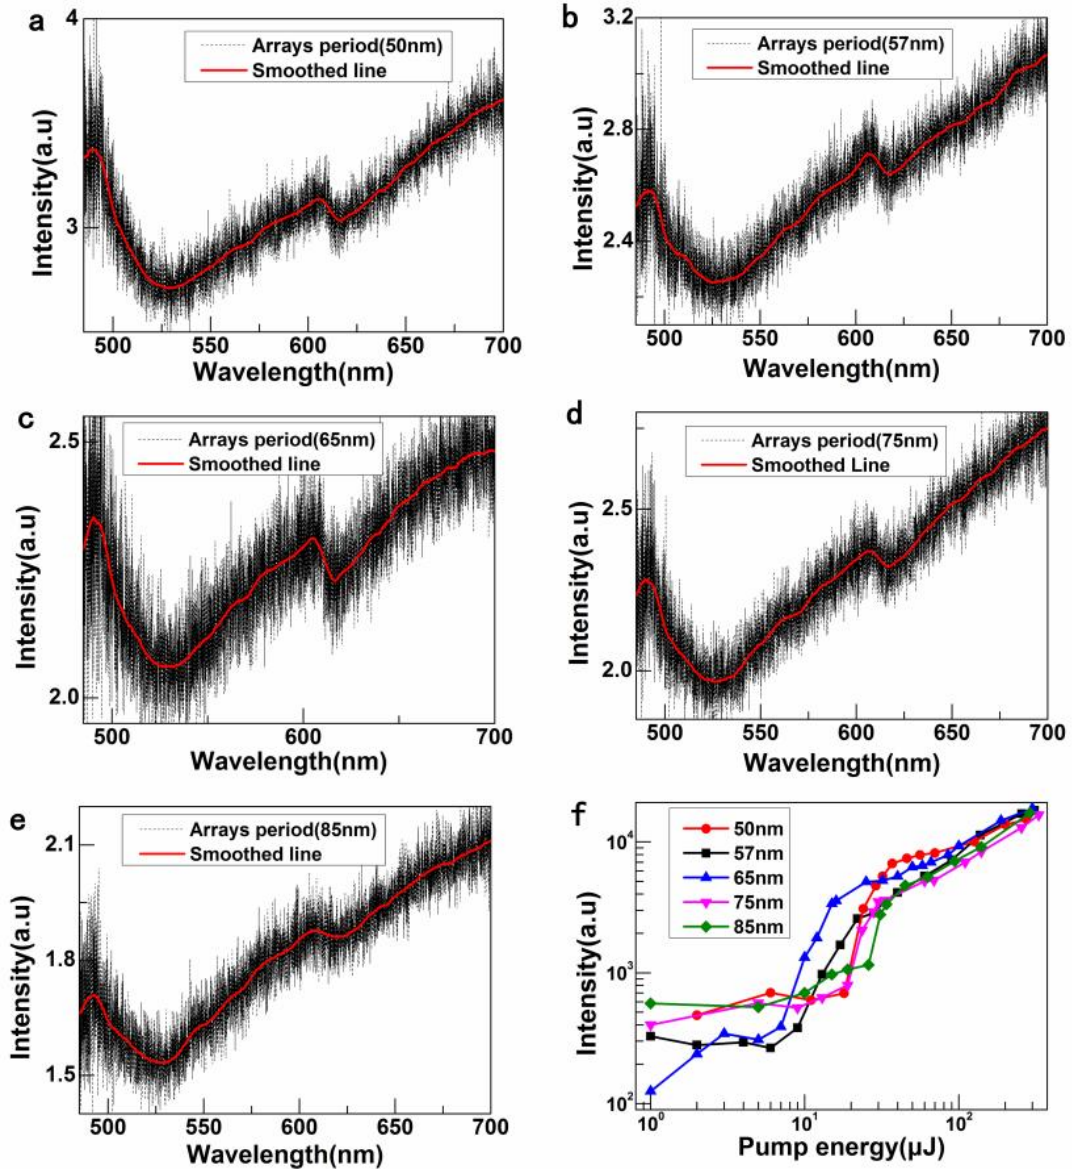 a
4
3
Intensity(a.u)
Arrays period(50nm)
Smoothed line
500 550 600 650 700
Wavelength(nm)
b
3.2
2.8
2.4
Intensity(a.u)
Arrays period(57nm)
Smoothed line
500 550 600 650 700
Wavelength(nm)
c
2.5
2.0
Intensity(a.u)
Arrays period(65nm)
Smoothed line
500 600 700
Wavelength(nm)
d
2.5
2.0
Intensity(a.u)
Arrays period(75nm)
Smoothed Line
500 550 600 650 700
Wavelength(nm)
e
2.1
1.8
1.5
Intensity(a.u)
Arrays period(85nm)
Smoothed line
500 550 600 650 700
Wavelength(nm)
f
10⁴
10³
10²
Intensity(a.u)
50nm
57nm
65nm
75nm
85nm
10⁰ 10¹ 10²
Pump energy(μJ)